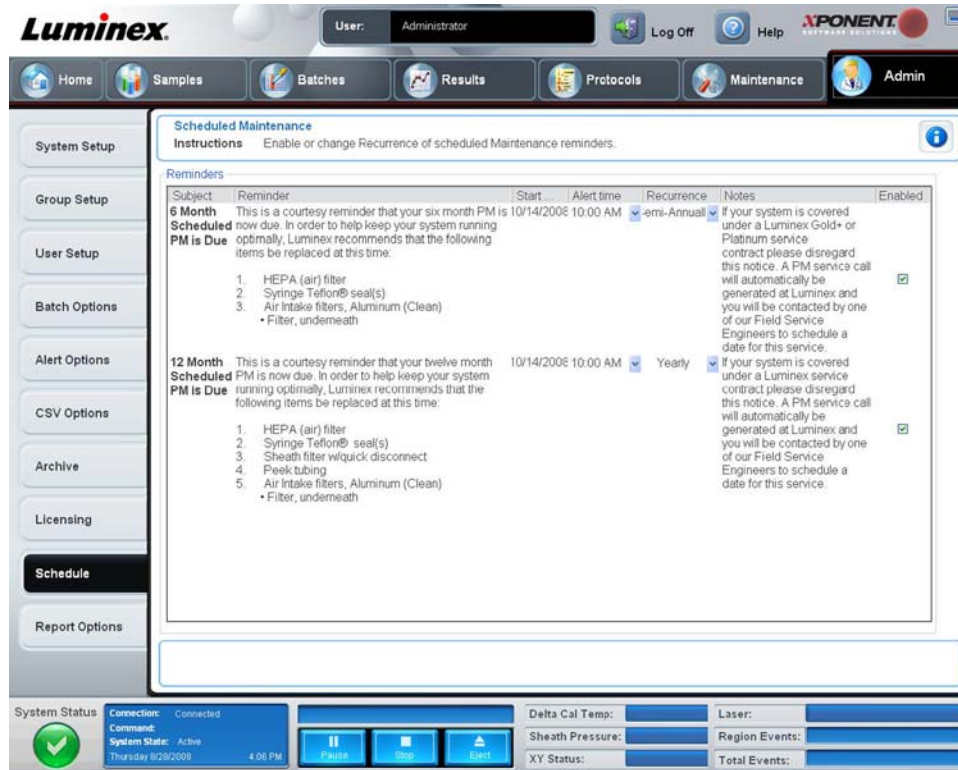 Luminex.
User: Administrator
Log Off
Help
XPONENT
SOFTWARE SOLUTIONS
Home
Samples
Batches
Results
Protocols
Maintenance
Admin
System Setup
Group Setup
User Setup
Batch Options
Alert Options
CSV Options
Archive
Licensing
Schedule
Report Options
Scheduled Maintenance
Instructions Enable or change Recurrence of scheduled Maintenance reminders.
Reminders
Subject Reminder Start ... Alert time Recurrence Notes Enabled
6 Month
Scheduled
PM is Due
This is a courtesy reminder that your six month PM is
now due. In order to help keep your system running
optimally, Luminex recommends that the following
items be replaced at this time:
1. HEPA (air) filter
2. Syringe Teflon® seal(s)
3. Air Intake filters, Aluminum (Clean)
• Filter, underneath
10/14/2008 10:00 AM emi-Annuall
If your system is covered
under a Luminex Gold+ or
Platinum service
contract please disregard
this notice. A PM service call
will automatically be
generated at Luminex and
you will be contacted by one
of our Field Service
Engineers to schedule a
date for this service.
12 Month
Scheduled
PM is Due
This is a courtesy reminder that your twelve month
PM is now due. In order to help keep your system
running optimally, Luminex recommends that the
following items be replaced at this time:
1. HEPA (air) filter
2. Syringe Teflon® seal(s)
3. Sheath filter w/quick disconnect
4. Peek tubing
5. Air Intake filters, Aluminum (Clean)
• Filter, underneath
10/14/2008 10:00 AM Yearly
If your system is covered
under a Luminex service
contract please disregard
this notice. A PM service call
will automatically be
generated at Luminex and
you will be contacted by one
of our Field Service
Engineers to schedule a
date for this service.
System Status
Connection: Connected
Command:
System State: Active
Thursday 8/28/2008 4:06 PM
Pause
Stop
Eject
Delta Cal Temp:
Sheath Pressure:
XY Status:
Laser:
Region Events:
Total Events: